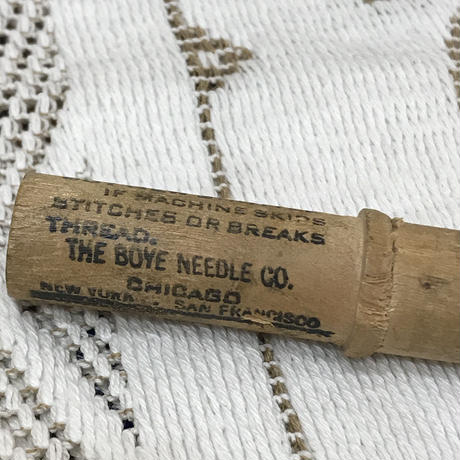 IF MACHINE SKIPS
STITCHES OR BREAKS
THREAD.
THE BOYE NEEDLE CO.
CHICAGO
NEW YORK SAN FRANCISCO